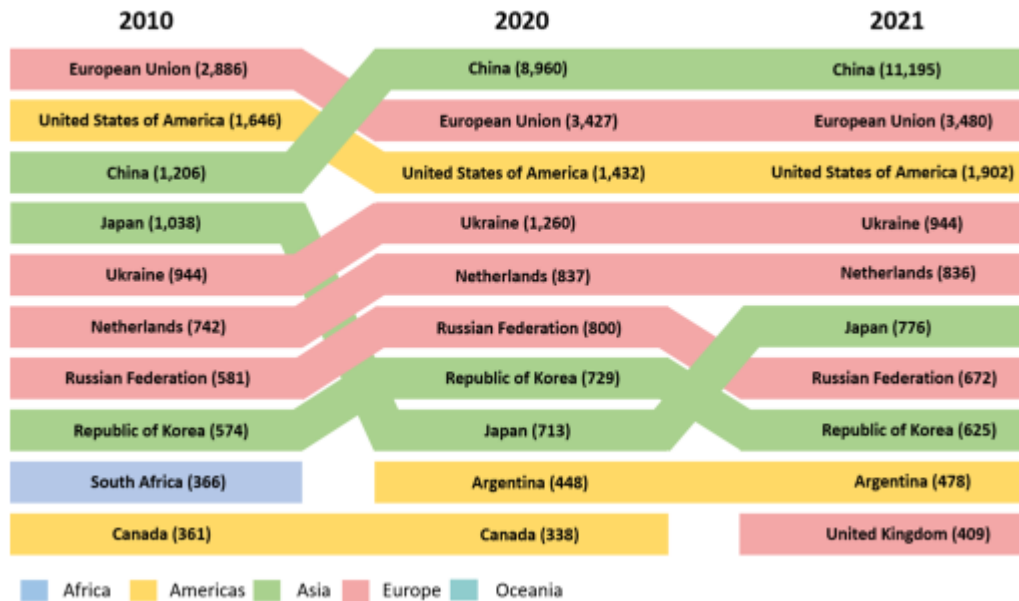 2010 2020 2021
European Union (2,886) China (8,960) China (11,195)
United States of America (1,646) European Union (3,427) European Union (3,480)
China (1,206) United States of America (1,432) United States of America (1,902)
Japan (1,038) Ukraine (1,260) Ukraine (944)
Ukraine (944) Netherlands (837) Netherlands (836)
Netherlands (742) Russian Federation (800) Japan (776)
Russian Federation (581) Republic of Korea (729) Russian Federation (672)
Republic of Korea (574) Japan (713) Republic of Korea (625)
South Africa (366) Argentina (448) Argentina (478)
Canada (361) Canada (338) United Kingdom (409)
Africa Americas Asia Europe Oceania